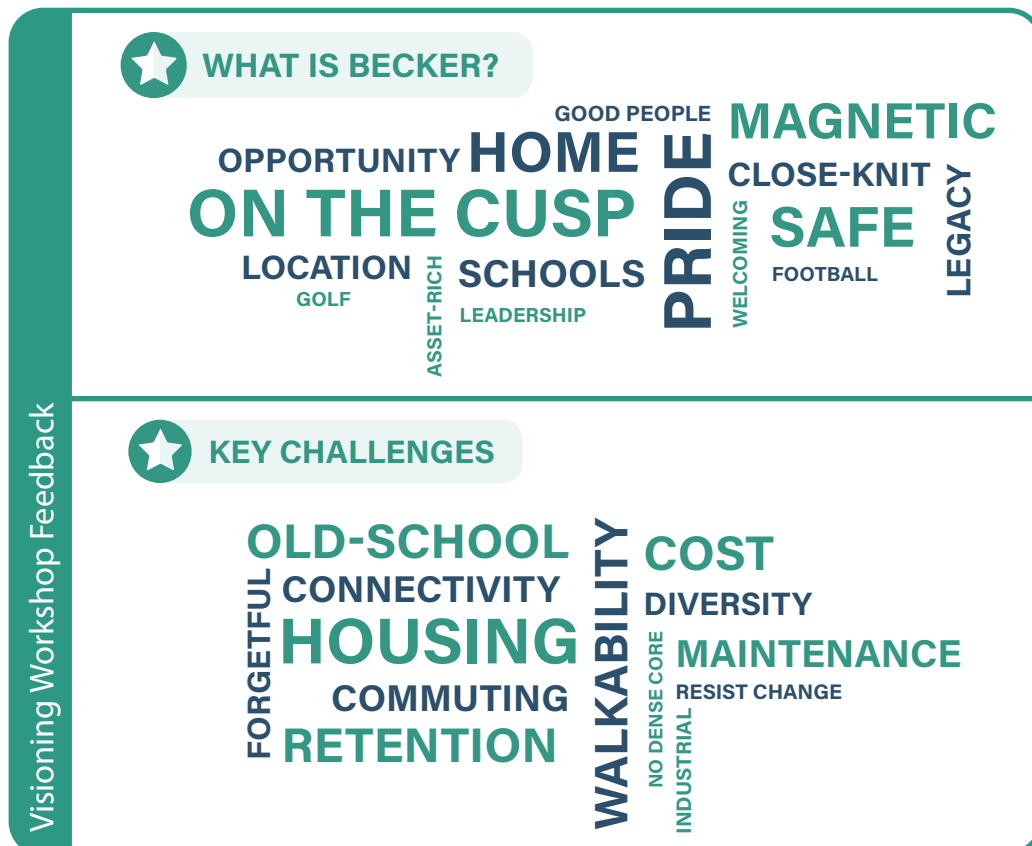 Visioning Workshop Feedback
WHAT IS BECKER?
GOOD PEOPLE
MAGNETIC
OPPORTUNITY
HOME
PRIDE
CLOSE-KNIT
LEGACY
ON THE CUSP
WELCOMING
SAFE
LOCATION
SCHOOLS
FOOTBALL
GOLF
ASSET-RICH
LEADERSHIP
KEY CHALLENGES
OLD-SCHOOL
WALKABILITY
COST
FORGETFUL
CONNECTIVITY
DIVERSITY
HOUSING
NO DENSE CORE
MAINTENANCE
COMMUTING
RESIST CHANGE
RETENTION
INDUSTRIAL